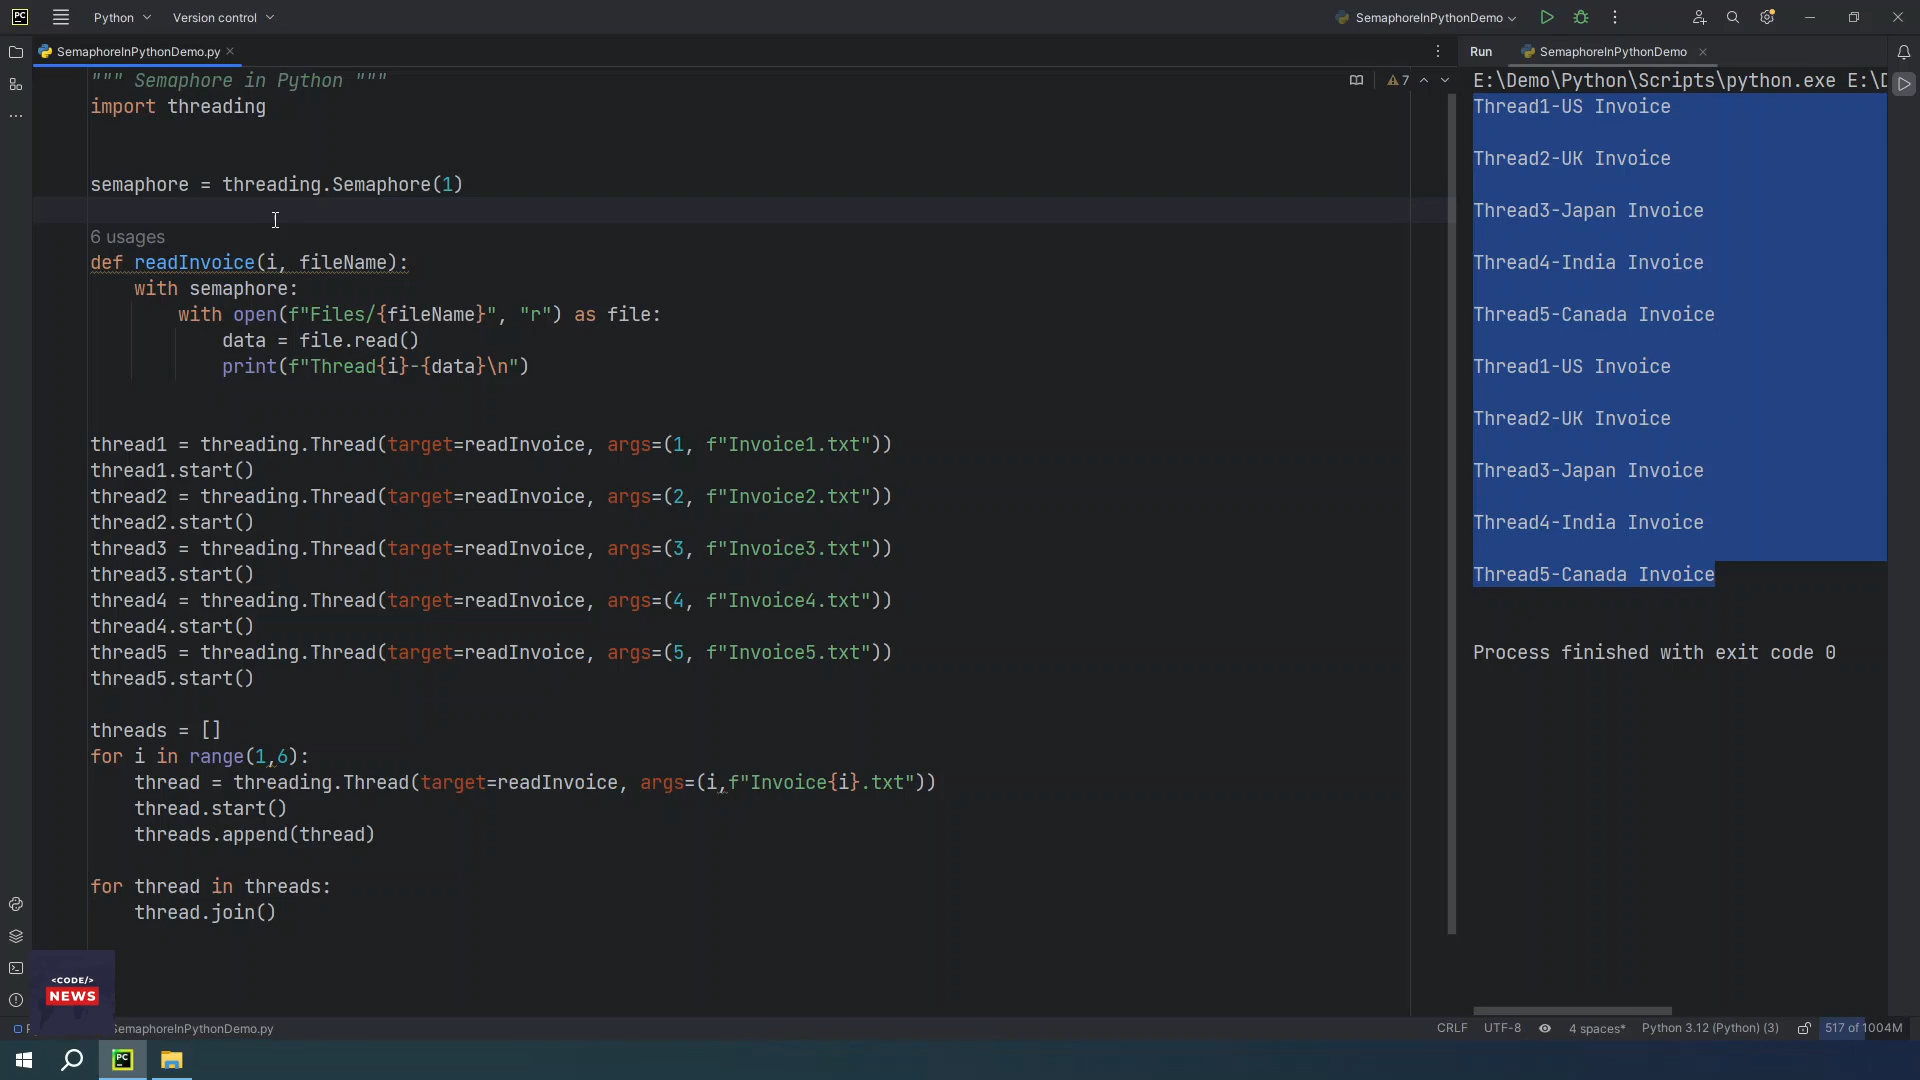 PC
Python
Version control
SemaphoreInPythonDemo
SemaphoreInPythonDemo.py
Run
SemaphoreInPythonDemo
""" Semaphore in Python """
import threading
semaphore = threading.Semaphore(1)
6 usages
def readInvoice(i, fileName):
    with semaphore:
        with open(f"Files/{fileName}", "r") as file:
            data = file.read()
            print(f"Thread{i}-{data}\n")
thread1 = threading.Thread(target=readInvoice, args=(1, f"Invoice1.txt"))
thread1.start()
thread2 = threading.Thread(target=readInvoice, args=(2, f"Invoice2.txt"))
thread2.start()
thread3 = threading.Thread(target=readInvoice, args=(3, f"Invoice3.txt"))
thread3.start()
thread4 = threading.Thread(target=readInvoice, args=(4, f"Invoice4.txt"))
thread4.start()
thread5 = threading.Thread(target=readInvoice, args=(5, f"Invoice5.txt"))
thread5.start()
threads = []
for i in range(1,6):
    thread = threading.Thread(target=readInvoice, args=(i,f"Invoice{i}.txt"))
    thread.start()
    threads.append(thread)
for thread in threads:
    thread.join()
7
E:\Demo\Python\Scripts\python.exe E:\D
Thread1-US Invoice
Thread2-UK Invoice
Thread3-Japan Invoice
Thread4-India Invoice
Thread5-Canada Invoice
Thread1-US Invoice
Thread2-UK Invoice
Thread3-Japan Invoice
Thread4-India Invoice
Thread5-Canada Invoice
Process finished with exit code 0
<CODE/>
NEWS
SemaphoreInPythonDemo.py
CRLF
UTF-8
4 spaces*
Python 3.12 (Python) (3)
517 of 1004M
PC